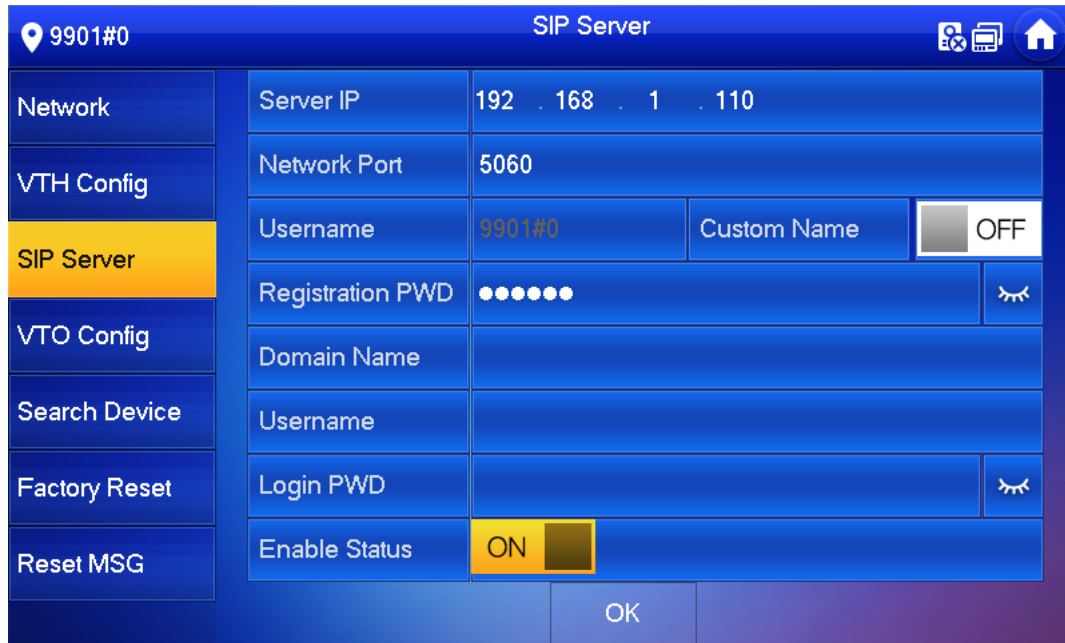 9901#0
SIP Server
Network
VTH Config
SIP Server
VTO Config
Search Device
Factory Reset
Reset MSG
Server IP 192 . 168 . 1 . 110
Network Port 5060
Username 9901#0 Custom Name OFF
Registration PWD ●●●●●●
Domain Name
Username
Login PWD
Enable Status ON
OK